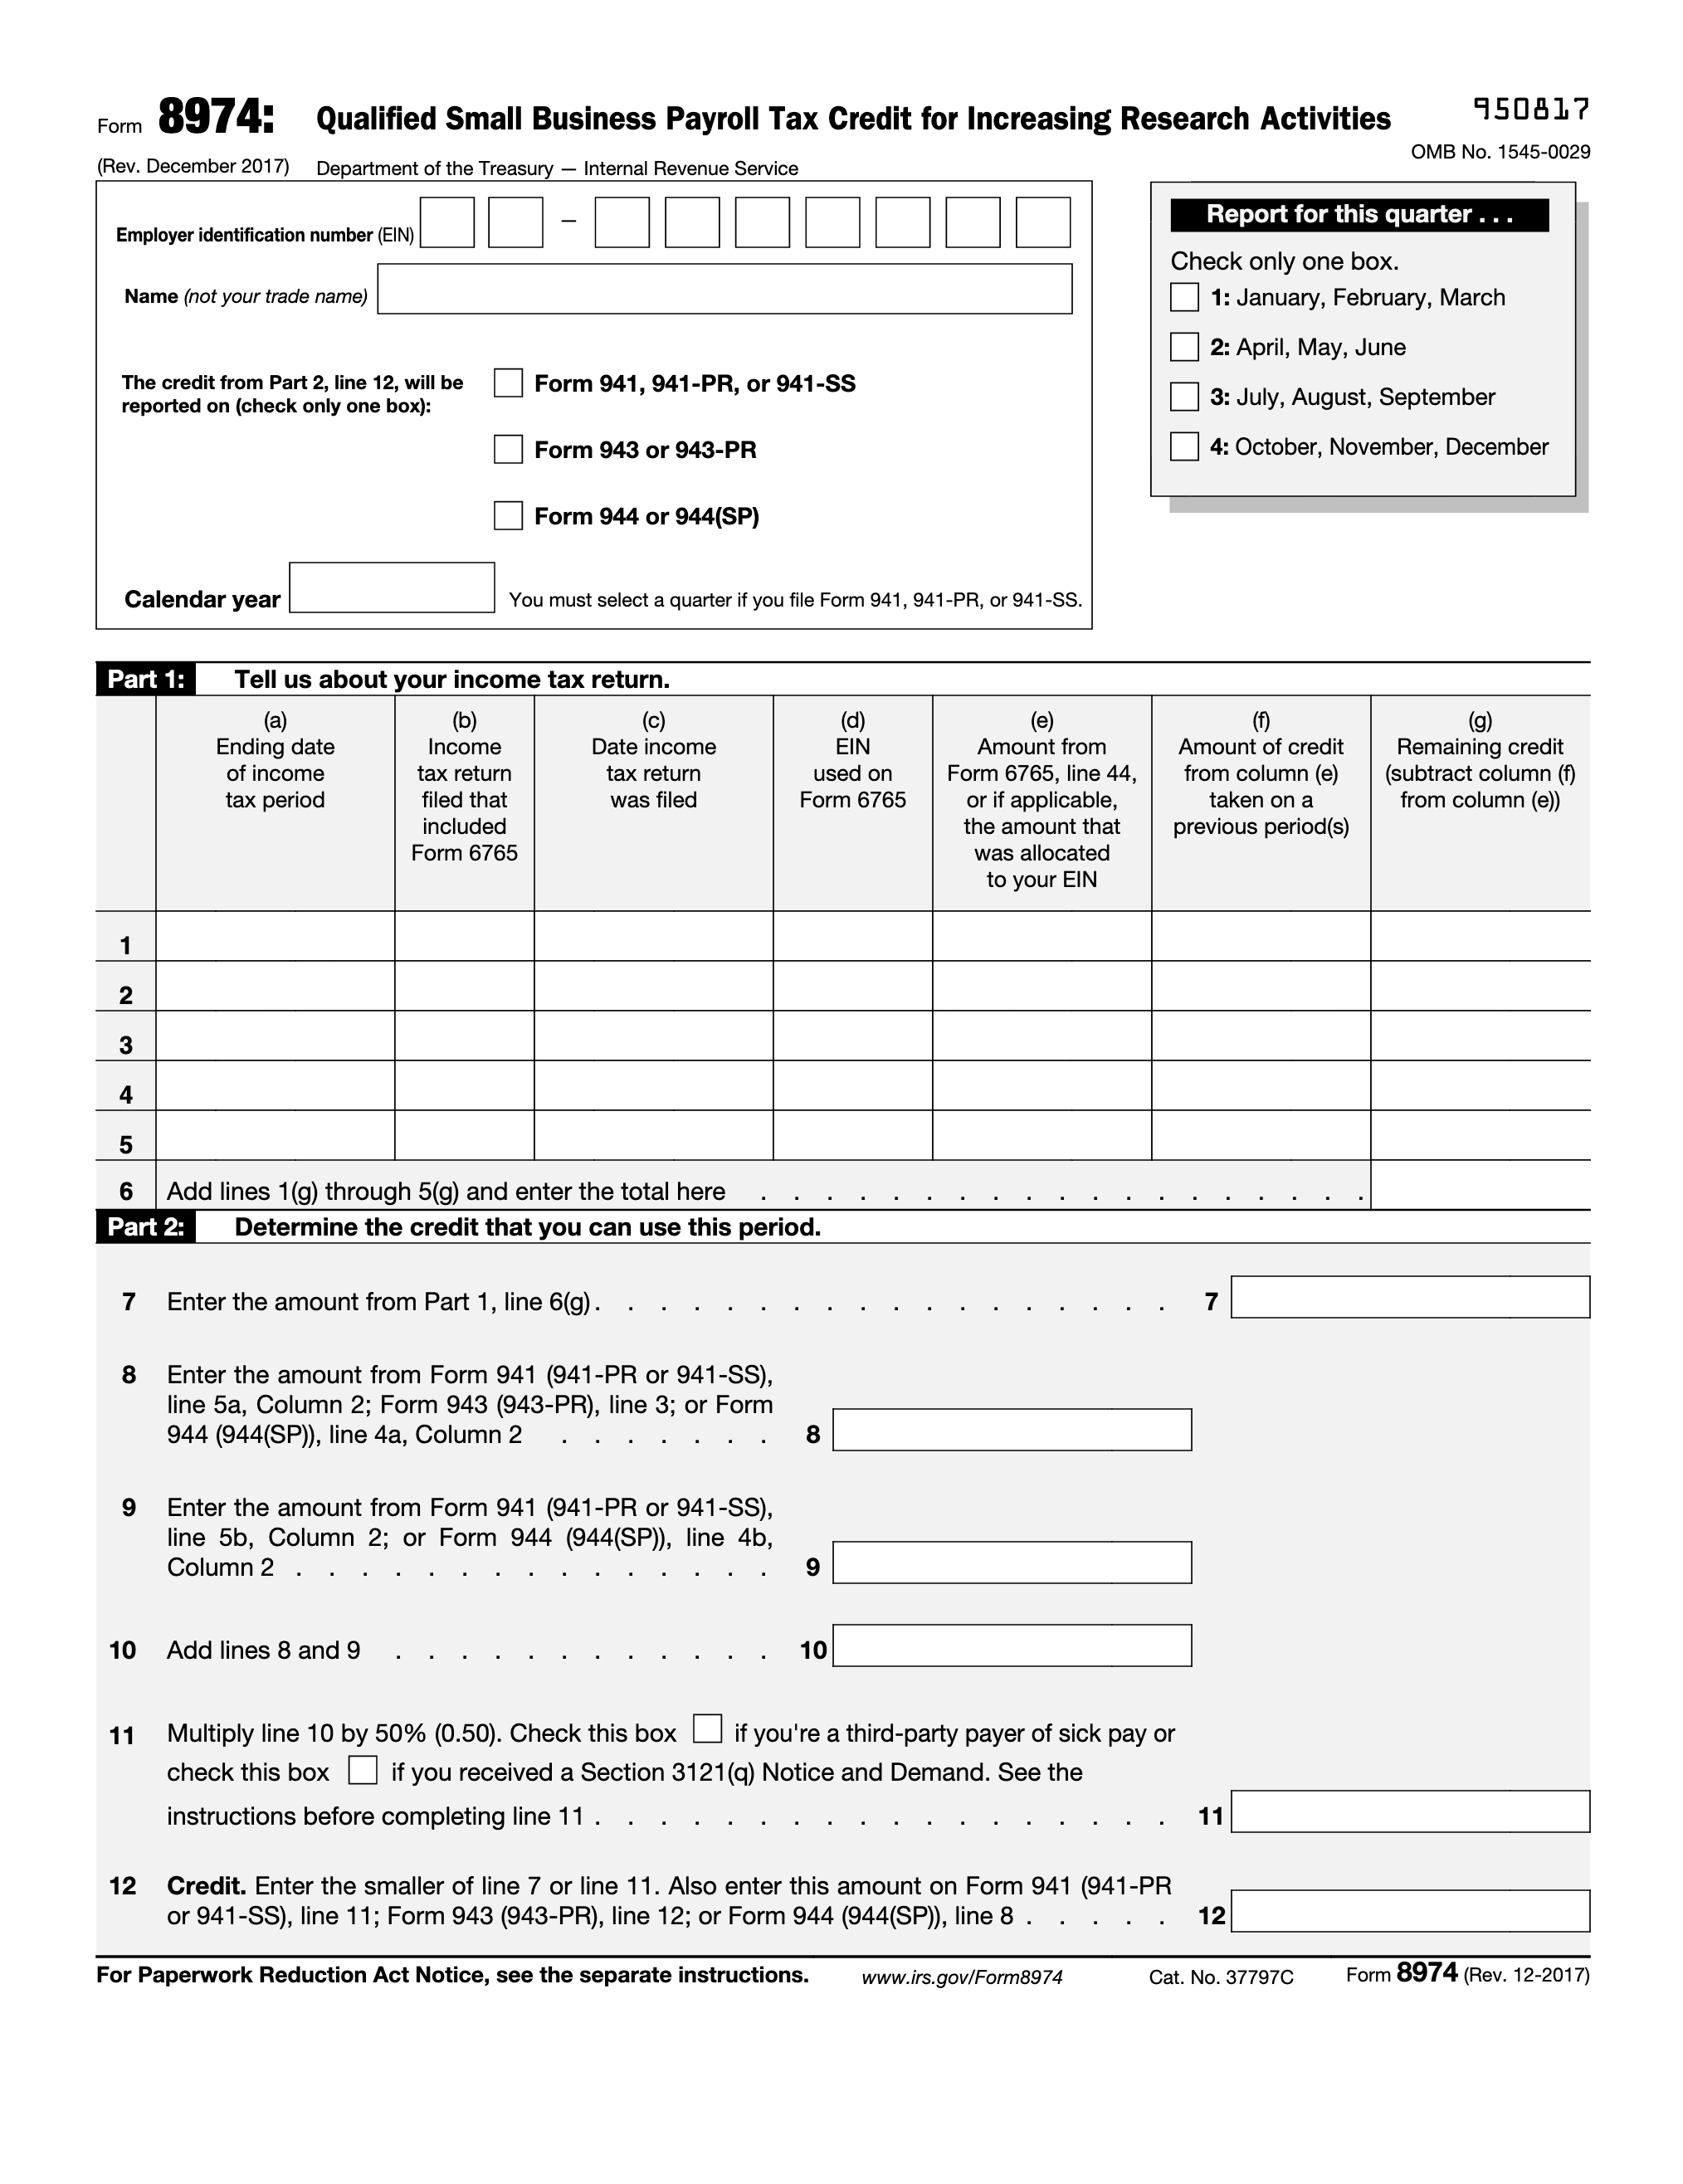 Form 8974: Qualified Small Business Payroll Tax Credit for Increasing Research Activities 950817
(Rev. December 2017) Department of the Treasury — Internal Revenue Service OMB No. 1545-0029
Employer identification number (EIN) –
Name (not your trade name)
The credit from Part 2, line 12, will be
reported on (check only one box):
Form 941, 941-PR, or 941-SS
Form 943 or 943-PR
Form 944 or 944(SP)
Calendar year You must select a quarter if you file Form 941, 941-PR, or 941-SS.
Report for this quarter . . .
Check only one box.
1: January, February, March
2: April, May, June
3: July, August, September
4: October, November, December
Part 1: Tell us about your income tax return.
(a)
Ending date
of income
tax period
(b)
Income
tax return
filed that
included
Form 6765
(c)
Date income
tax return
was filed
(d)
EIN
used on
Form 6765
(e)
Amount from
Form 6765, line 44,
or if applicable,
the amount that
was allocated
to your EIN
(f)
Amount of credit
from column (e)
taken on a
previous period(s)
(g)
Remaining credit
(subtract column (f)
from column (e))
1
2
3
4
5
6 Add lines 1(g) through 5(g) and enter the total here . . . . . . . . . . . . . . . . . . .
Part 2: Determine the credit that you can use this period.
7 Enter the amount from Part 1, line 6(g) . . . . . . . . . . . . . . . . . . 7
8 Enter the amount from Form 941 (941-PR or 941-SS),
line 5a, Column 2; Form 943 (943-PR), line 3; or Form
944 (944(SP)), line 4a, Column 2 . . . . . . . 8
9 Enter the amount from Form 941 (941-PR or 941-SS),
line 5b, Column 2; or Form 944 (944(SP)), line 4b,
Column 2 . . . . . . . . . . . . . . . 9
10 Add lines 8 and 9 . . . . . . . . . . . . 10
11 Multiply line 10 by 50% (0.50). Check this box if you're a third-party payer of sick pay or
check this box if you received a Section 3121(q) Notice and Demand. See the
instructions before completing line 11 . . . . . . . . . . . . . . . . . . 11
12 Credit. Enter the smaller of line 7 or line 11. Also enter this amount on Form 941 (941-PR
or 941-SS), line 11; Form 943 (943-PR), line 12; or Form 944 (944(SP)), line 8 . . . . . 12
For Paperwork Reduction Act Notice, see the separate instructions. www.irs.gov/Form8974 Cat. No. 37797C Form 8974 (Rev. 12-2017)